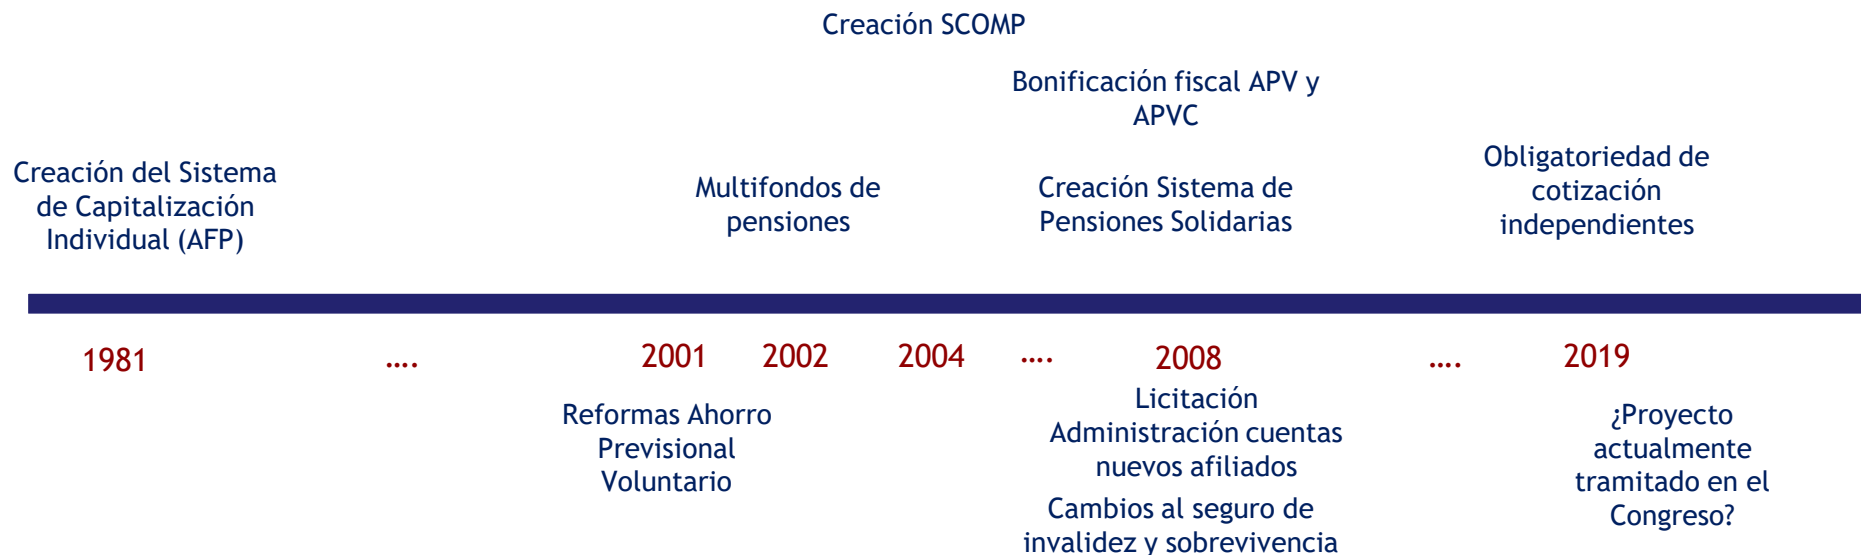 Creación SCOMP
Bonificación fiscal APV y
APVC
Creación del Sistema
de Capitalización
Individual (AFP)
Multifondos de
pensiones
Creación Sistema de
Pensiones Solidarias
Obligatoriedad de
cotización
independientes
1981
....
2001
2002
2004
....
2008
....
2019
Reformas Ahorro
Previsional
Voluntario
Licitación
Administración cuentas
nuevos afiliados
Cambios al seguro de
invalidez y sobrevivencia
¿Proyecto
actualmente
tramitado en el
Congreso?